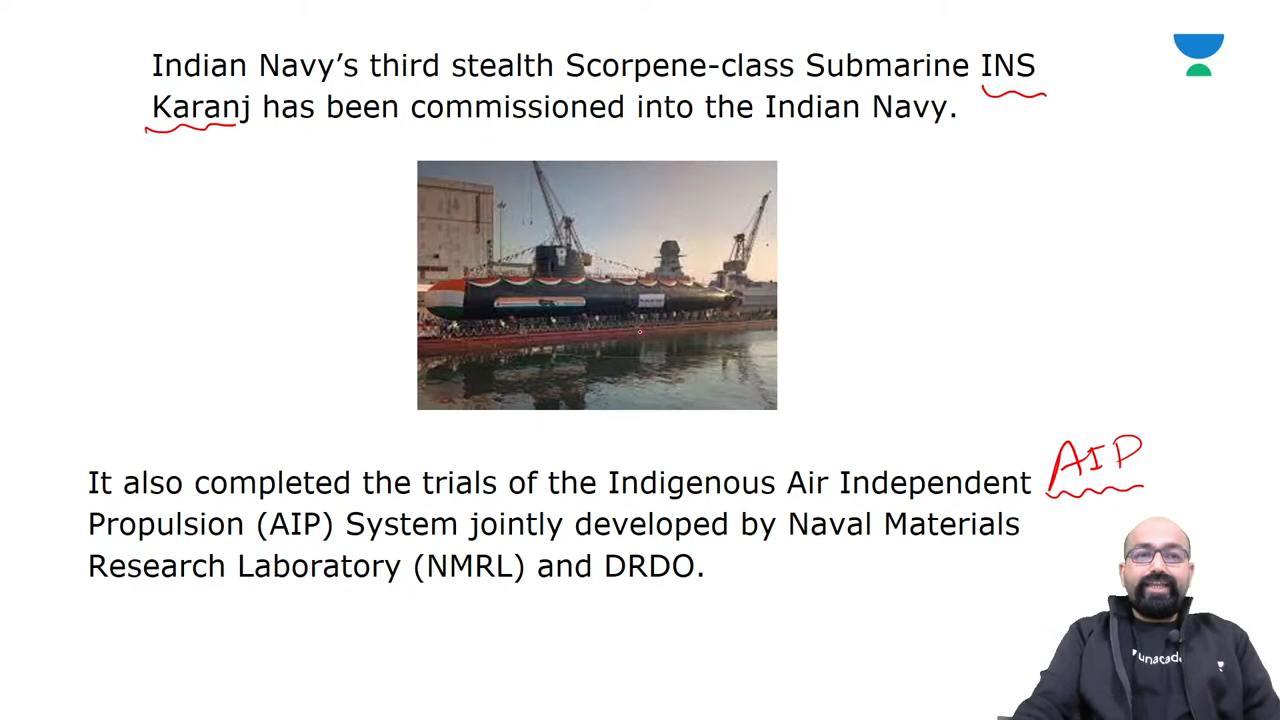 Indian Navy’s third stealth Scorpene-class Submarine INS
Karanj has been commissioned into the Indian Navy.
AIP
It also completed the trials of the Indigenous Air Independent
Propulsion (AIP) System jointly developed by Naval Materials
Research Laboratory (NMRL) and DRDO.
unacade